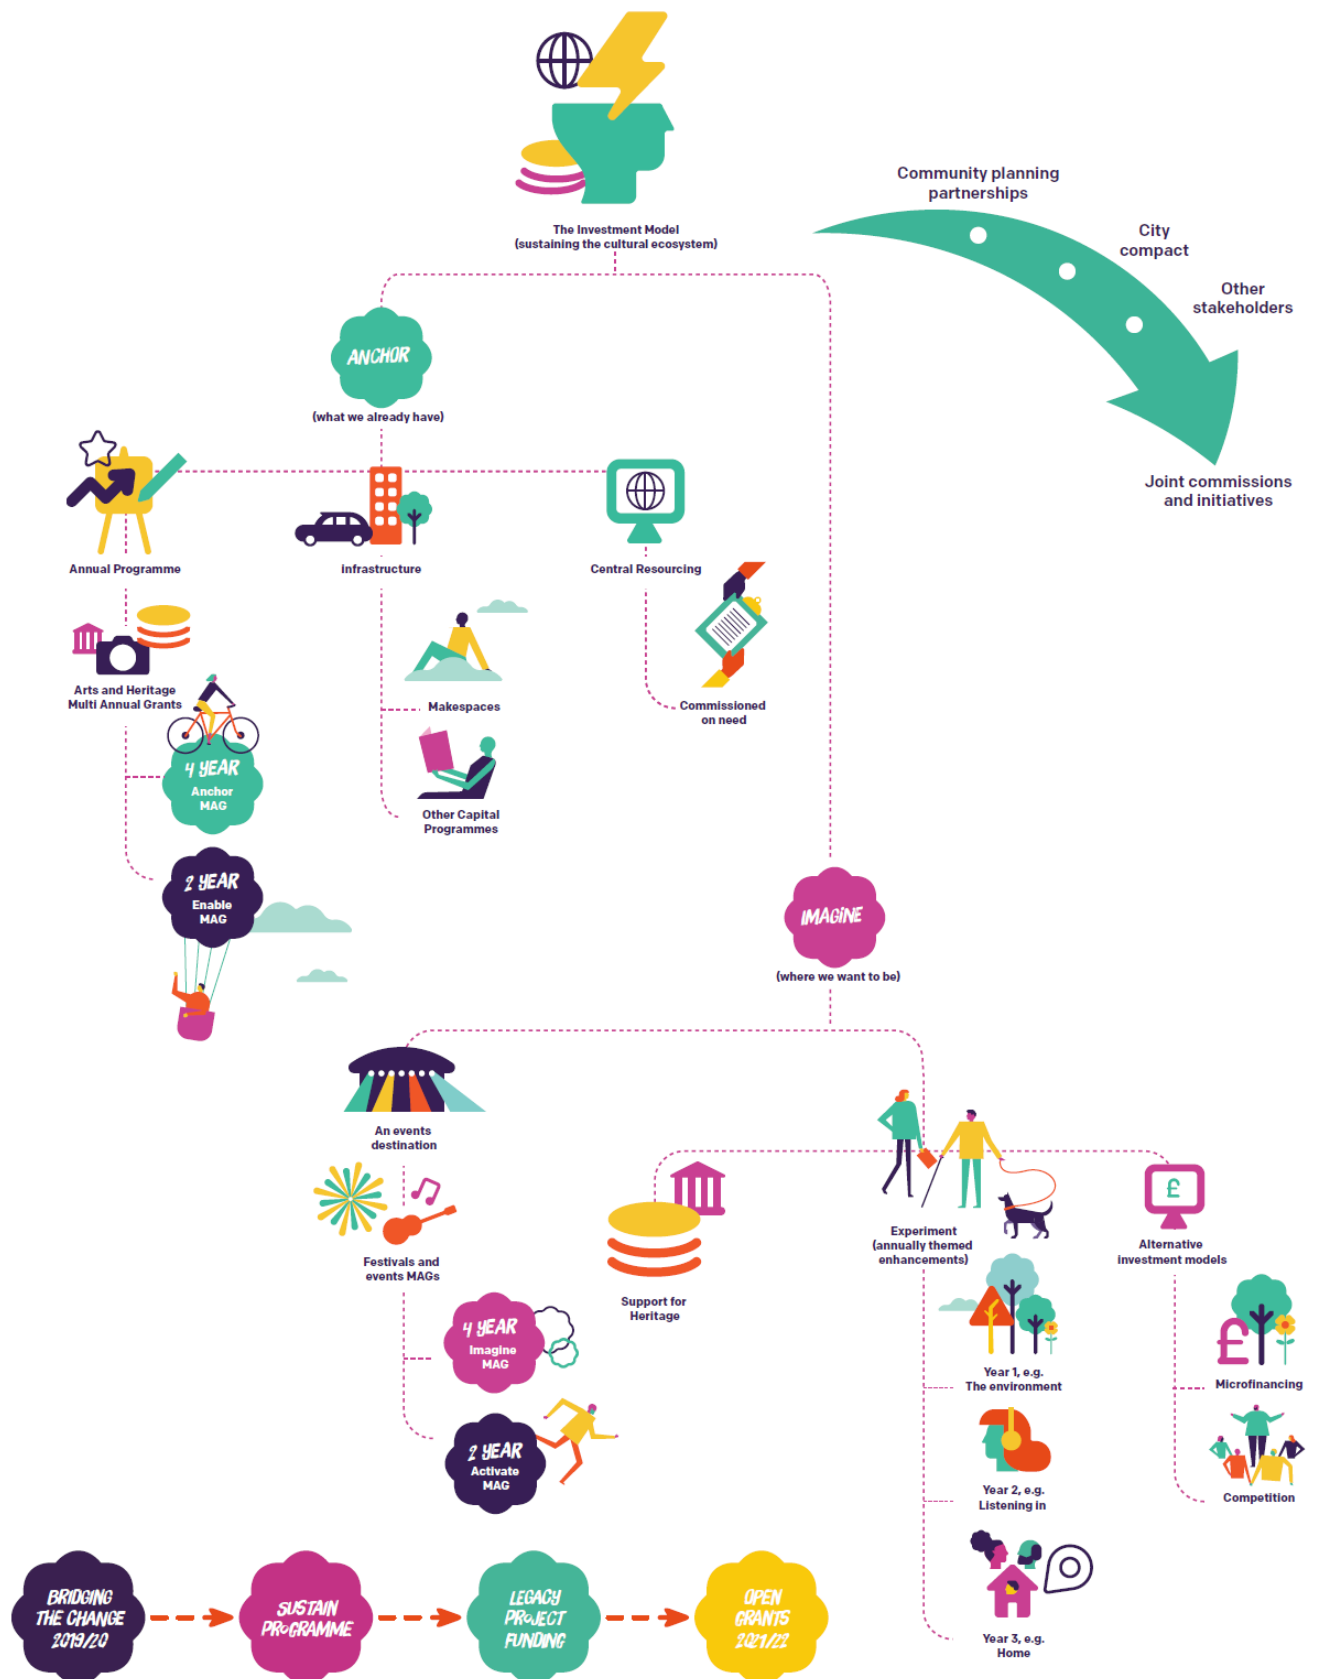 The Investment Model
(sustaining the cultural ecosystem)
Community planning
partnerships
City
compact
Other
stakeholders
Joint commissions
and initiatives
ANCHOR
(what we already have)
Annual Programme
infrastructure
Central Resourcing
Arts and Heritage
Multi Annual Grants
4 YEAR
Anchor
MAG
2 YEAR
Enable
MAG
Makespaces
Other Capital
Programmes
Commissioned
on need
IMAGiNE
(where we want to be)
An events
destination
Festivals and
events MAGs
4 YEAR
Imagine
MAG
2 YEAR
Activate
MAG
Support for
Heritage
Experiment
(annually themed
enhancements)
Year 1, e.g.
The environment
Year 2, e.g.
Listening in
Year 3, e.g.
Home
£
Alternative
investment models
£
Microfinancing
Competition
BRIDGING
THE CHANGE
2019/20
SUSTAIN
PROGRAMME
LEGACY
PROJECT
FUNDING
OPEN
GRANTS
2021/22